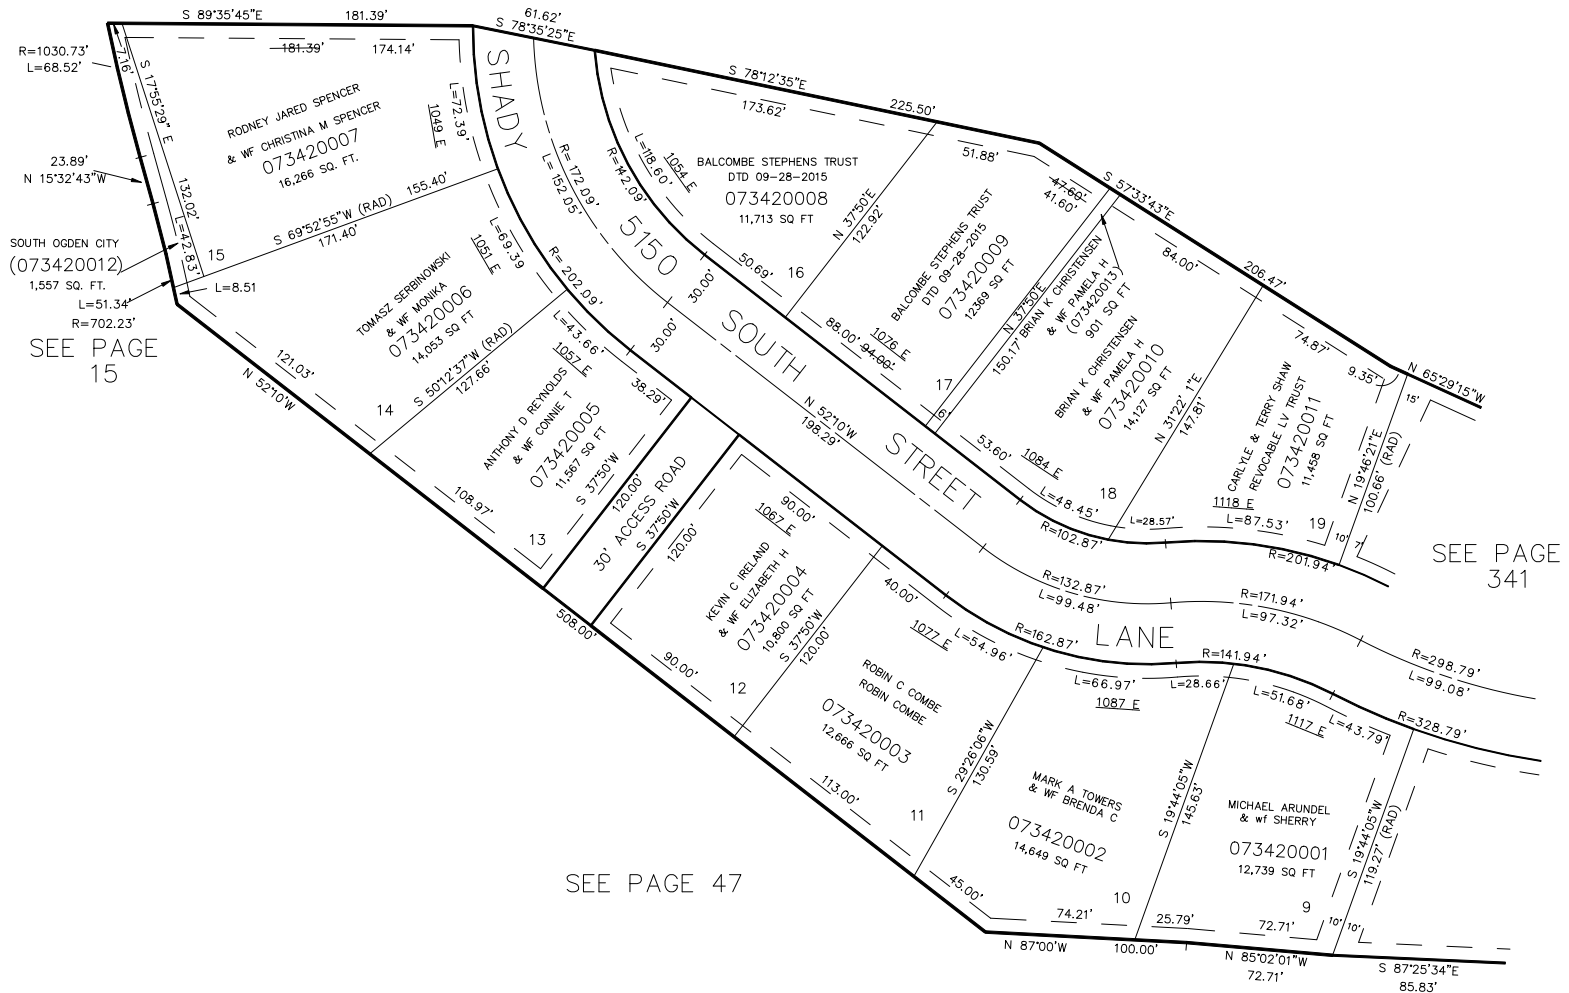 S 89°35'45"E
181.39'
61.62'
S 78°35'25"E
R=1030.73'
L=68.52'
7.16'
181.39'
174.14'
S 17°55'29" E
132.02'
23.89'
N 15°32'43"W
SOUTH OGDEN CITY
(073420012)
1,557 SQ. FT.
L=42.83'
L=51.34'
R=702.23'
L=8.51
SEE PAGE
15
RODNEY JARED SPENCER
& WF CHRISTINA M SPENCER
073420007
16,266 SQ. FT.
1049 E
L=72.39'
155.40'
S 69°52'55"W (RAD)
171.40'
15
SHADY
5150
SOUTH
STREET
LANE
R= 172.09'
L= 152.05'
R=142.09'
L=118.60'
1054 E
S 78°12'35"E
173.62'
225.50'
BALCOMBE STEPHENS TRUST
DTD 09-28-2015
073420008
11,713 SQ FT
N 37°50'E
122.92'
50.69'
16
30.00'
30.00'
51.88'
47.60'
41.60'
S 57°33'43"E
BALCOMBE STEPHENS TRUST
DTD 09-28-2015
073420009
12369 SQ FT
1076 E
88.00'
94.00'
17
6'
N 37°50'E
150.17'
BRIAN K CHRISTENSEN
& WF PAMELA H
(073420013)
901 SQ FT
BRIAN K CHRISTENSEN
& WF PAMELA H
073420010
14,127 SQ FT
84.00'
206.47'
N 31°22' 1"E
147.81'
53.60'
1084 E
L=48.45'
18
74.87'
9.35'
N 65°29'15"W
15'
CARLYLE & TERRY SHAW
REVOCABLE LV TRUST
073420011
11,458 SQ FT
1118 E
L=28.57'
L=87.53'
19
N 19°46'21"E
100.66' (RAD)
10'
7'
R=102.87'
R=201.94'
SEE PAGE
341
TOMASZ SERBINOWSKI
& WF MONIKA
073420006
14,053 SQ FT
1051 E
L=69.39
R= 202.09'
S 50°12'37"W (RAD)
127.66'
121.03'
N 52°10'W
14
ANTHONY D REYNOLDS
& WF CONNIE T
073420005
11,567 SQ FT
1057 E
L=43.66'
38.29'
S 37°50'W
120.00'
108.97'
13
30' ACCESS ROAD
S 37°50'W
120.00'
N 52°10'W
198.29'
508.00'
90.00'
1067 E
KEVIN C IRELAND
& WF ELIZABETH H
073420004
10,800 SQ FT
S 37°50'W
120.00'
90.00'
12
40.00'
1077 E
L=54.96'
ROBIN C COMBE
ROBIN COMBE
073420003
12,666 SQ FT
113.00'
11
S 29°26'06"W
130.59'
R=132.87'
L=99.48'
R=171.94'
L=97.32'
R=298.79'
L=99.08'
R=162.87'
R=141.94'
R=328.79'
L=66.97'
L=28.66'
1087 E
MARK A TOWERS
& WF BRENDA C
073420002
14,649 SQ FT
45.00'
74.21'
10
S 19°44'05"W
145.63'
L=51.68'
L=43.79'
1117 E
MICHAEL ARUNDEL
& wf SHERRY
073420001
12,739 SQ FT
9
S 19°44'05"W
119.27' (RAD)
10'
10'
25.79'
72.71'
N 87°00'W
100.00'
N 85°02'01"W
72.71'
S 87°25'34"E
85.83'
SEE PAGE 47